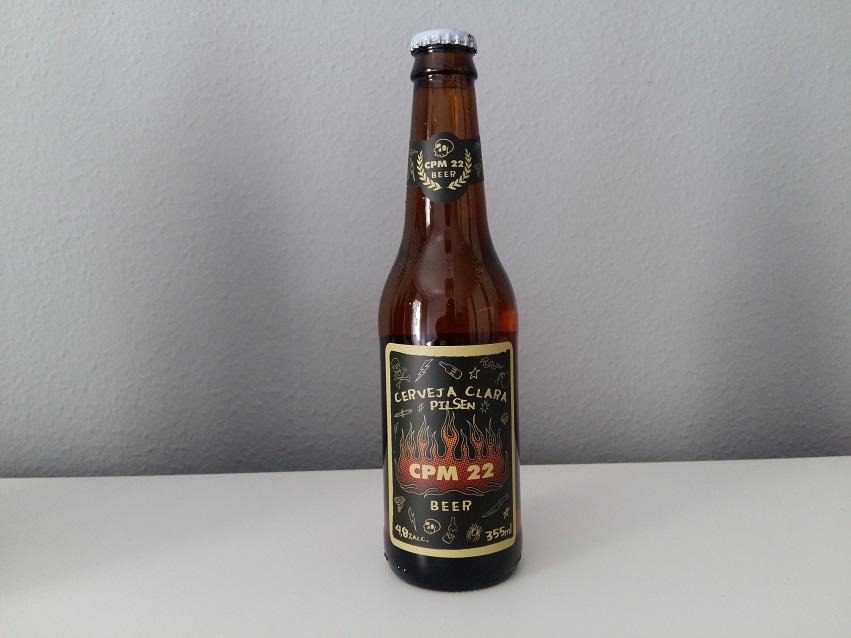 CPM 22
BEER
CERVEJA CLARA
# PILSEN
CPM 22
BEER
4,8%ALC.
355ml